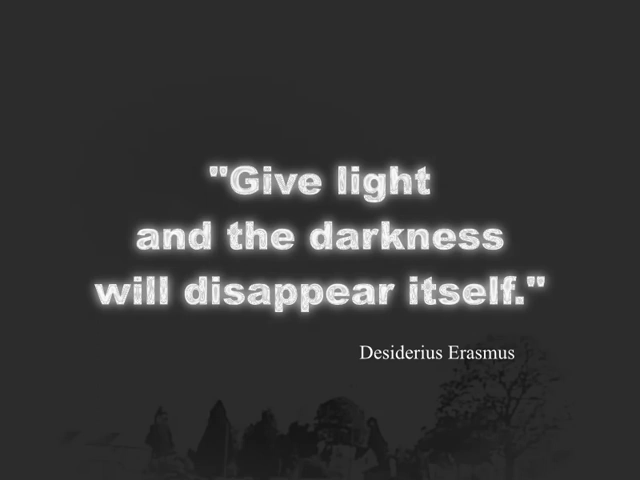 "Give light
and the darkness
will disappear itself."
Desiderius Erasmus